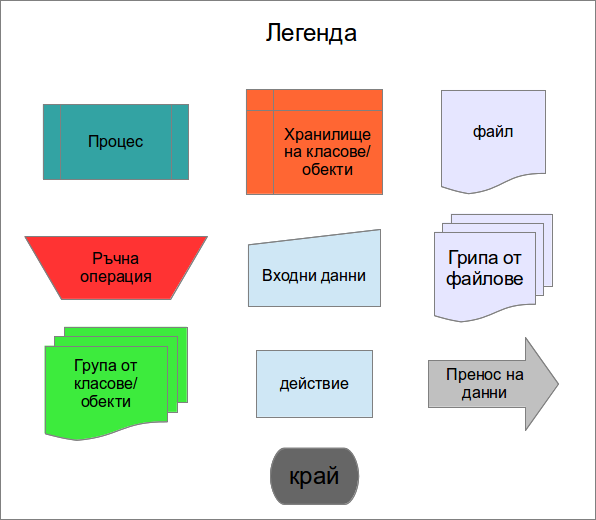 Легенда
Процес
Хранилище
на класове/
обекти
файл
Ръчна
операция
Входни данни
Грипа от
файлове
Група от
класове/
обекти
действие
Пренос на
данни
край